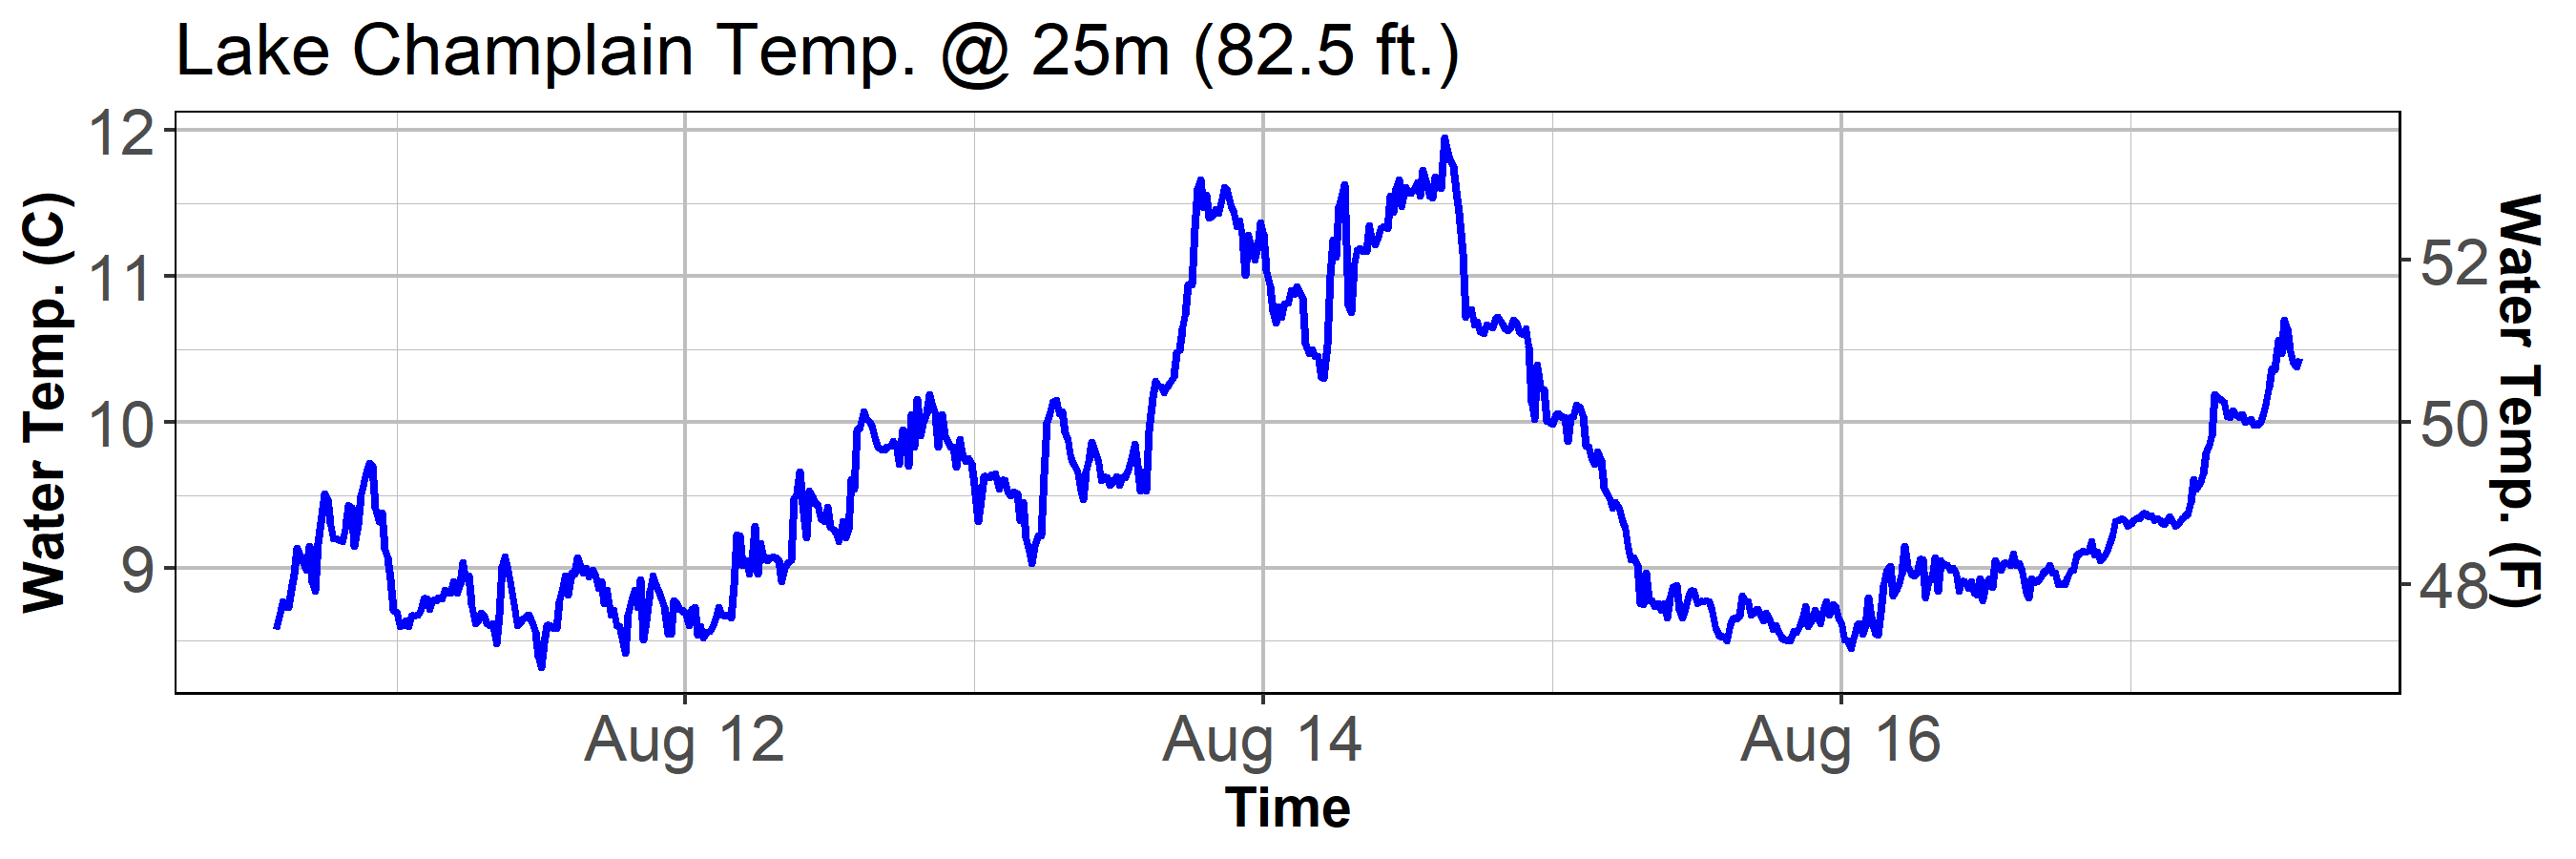 Lake Champlain Temp. @ 25m (82.5 ft.)
Water Temp. (C)
12
11
10
9
52
50
48
Water Temp. (F)
Aug 12
Aug 14
Aug 16
Time